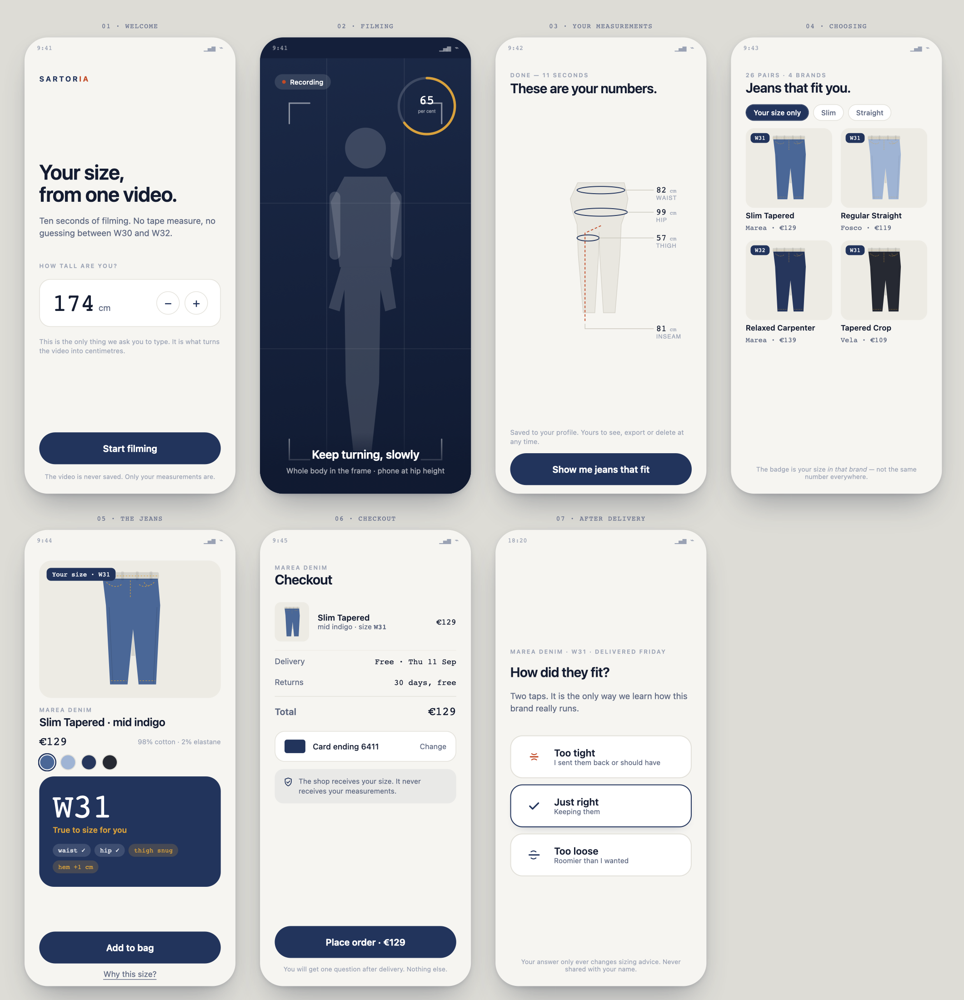 01 · WELCOME
9:41
SARTORIA
Your size,
from one video.
Ten seconds of filming. No tape measure, no
guessing between W30 and W32.
HOW TALL ARE YOU?
174 cm
− +
This is the only thing we ask you to type. It is what turns
the video into centimetres.
Start filming
The video is never saved. Only your measurements are.
02 · FILMING
9:41
Recording
65
per cent
Keep turning, slowly
Whole body in the frame · phone at hip height
03 · YOUR MEASUREMENTS
9:42
DONE — 11 SECONDS
These are your numbers.
82 cm
WAIST
99 cm
HIP
57 cm
THIGH
81 cm
INSEAM
Saved to your profile. Yours to see, export or delete at
any time.
Show me jeans that fit
04 · CHOOSING
9:43
26 PAIRS · 4 BRANDS
Jeans that fit you.
Your size only Slim Straight
W31
Slim Tapered
Marea · €129
W31
Regular Straight
Fosco · €119
W32
Relaxed Carpenter
Marea · €139
W31
Tapered Crop
Vela · €109
The badge is your size in that brand — not the same
number everywhere.
05 · THE JEANS
9:44
Your size · W31
MAREA DENIM
Slim Tapered · mid indigo
€129 98% cotton · 2% elastane
W31
True to size for you
waist ✓ hip ✓ thigh snug
hem +1 cm
Add to bag
Why this size?
06 · CHECKOUT
9:45
MAREA DENIM
Checkout
Slim Tapered
mid indigo · size W31
€129
Delivery Free · Thu 11 Sep
Returns 30 days, free
Total €129
Card ending 6411 Change
The shop receives your size. It never
receives your measurements.
Place order · €129
You will get one question after delivery. Nothing else.
07 · AFTER DELIVERY
18:20
MAREA DENIM · W31 · DELIVERED FRIDAY
How did they fit?
Two taps. It is the only way we learn how this
brand really runs.
Too tight
I sent them back or should have
Just right
Keeping them
Too loose
Roomier than I wanted
Your answer only ever changes sizing advice. Never
shared with your name.